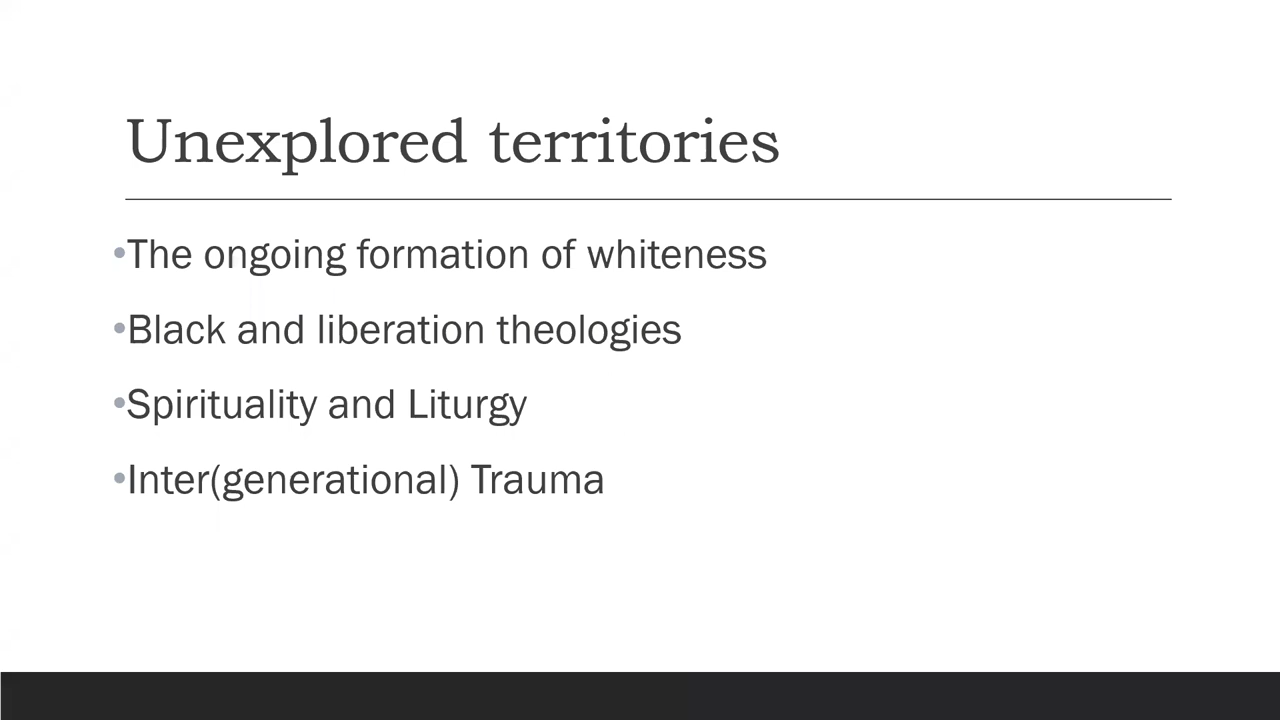 Unexplored territories
•The ongoing formation of whiteness
•Black and liberation theologies
•Spirituality and Liturgy
•Inter(generational) Trauma